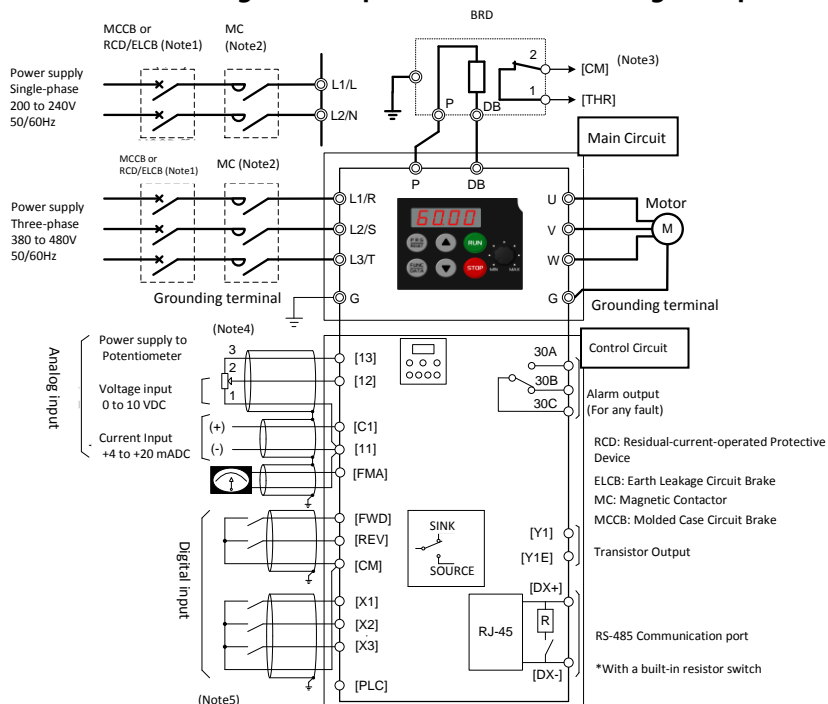 BRD
MCCB or
RCD/ELCB (Note1)
MC
(Note2)
Power supply
Single-phase
200 to 240V
50/60Hz
L1/L
L2/N
2
[CM]
(Note3)
1
[THR]
P
DB
Main Circuit
MCCB or
RCD/ELCB (Note1)
MC (Note2)
P
DB
Power supply
Three-phase
380 to 480V
50/60Hz
L1/R
L2/S
L3/T
G
Grounding terminal
60.00
RUN
STOP
FUNC
DATA
MIN
MAX
U
V
W
G
Motor
M
Grounding terminal
Analog input
Power supply to
Potentiometer
(Note4)
3
2
1
Voltage input
0 to 10 VDC
(+)
Current Input
(-)
+4 to +20 mADC
[13]
[12]
[C1]
[11]
[FMA]
30A
30B
30C
Control Circuit
Alarm output
(For any fault)
RCD: Residual-current-operated Protective
Device
ELCB: Earth Leakage Circuit Brake
MC: Magnetic Contactor
MCCB: Molded Case Circuit Brake
Digital input
[FWD]
[REV]
[CM]
[X1]
[X2]
[X3]
[PLC]
(Note5)
SINK
SOURCE
[Y1]
[Y1E]
Transistor Output
[DX+]
RJ-45
R
[DX-]
RS-485 Communication port
*With a built-in resistor switch